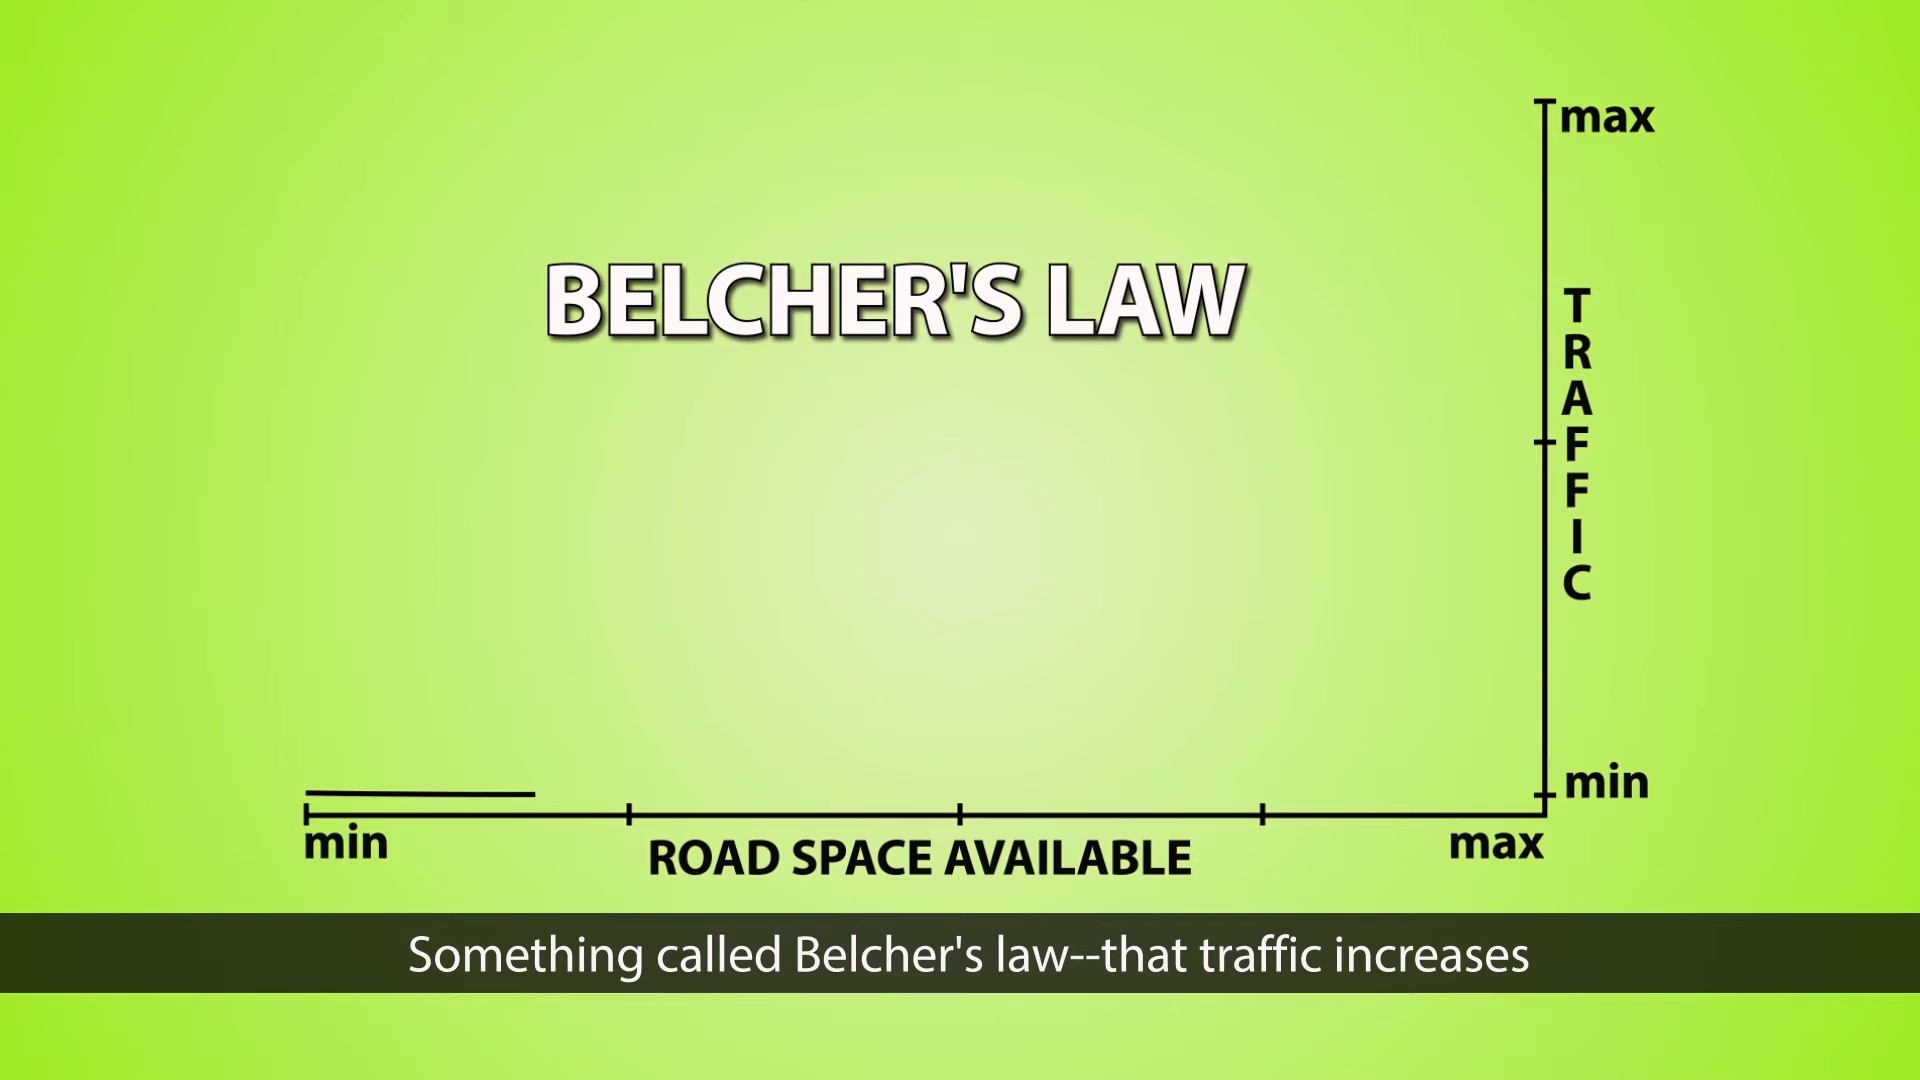 max
BELCHER'S LAW
TRAFFIC
min
min
max
ROAD SPACE AVAILABLE
Something called Belcher's law--that traffic increases